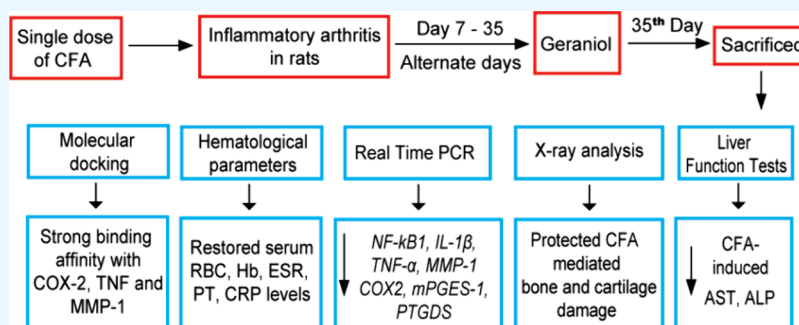 Single dose
of CFA
Inflammatory arthritis
in rats
Day 7 - 35
Alternate days
Geraniol
35th Day
Sacrificed
Molecular
docking
Hematological
parameters
Real Time PCR
X-ray analysis
Liver
Function Tests
Strong binding
affinity with
COX-2, TNF and
MMP-1
Restored serum
RBC, Hb, ESR,
PT, CRP levels
NF-kB1, IL-1β,
TNF-α, MMP-1
COX2, mPGES-1,
PTGDS
Protected CFA
mediated
bone and cartilage
damage
CFA-
induced
AST, ALP